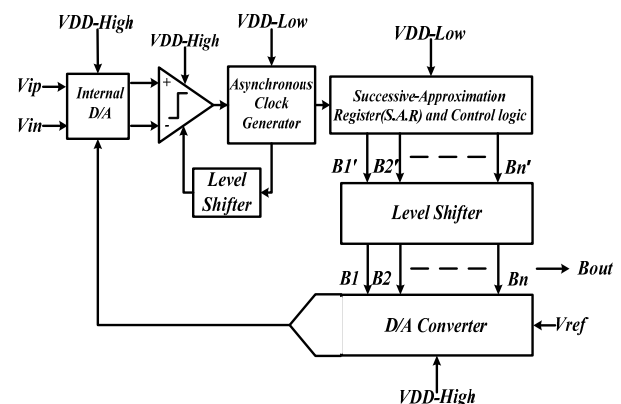 VDD-High
VDD-High
VDD-Low
VDD-Low
Vip
Vin
Internal
D/A
+
-
Asynchronous
Clock
Generator
Successive-Approximation
Register(S.A.R) and Control logic
Level
Shifter
B1' B2' Bn'
Level Shifter
B1 B2 Bn Bout
D/A Converter
Vref
VDD-High